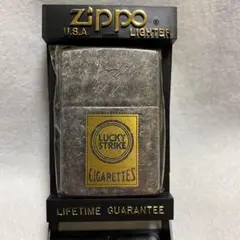 zippo
U.S.A. LIGHTER
LUCKY
STRIKE
CIGARETTES
LIFETIME GUARANTEE